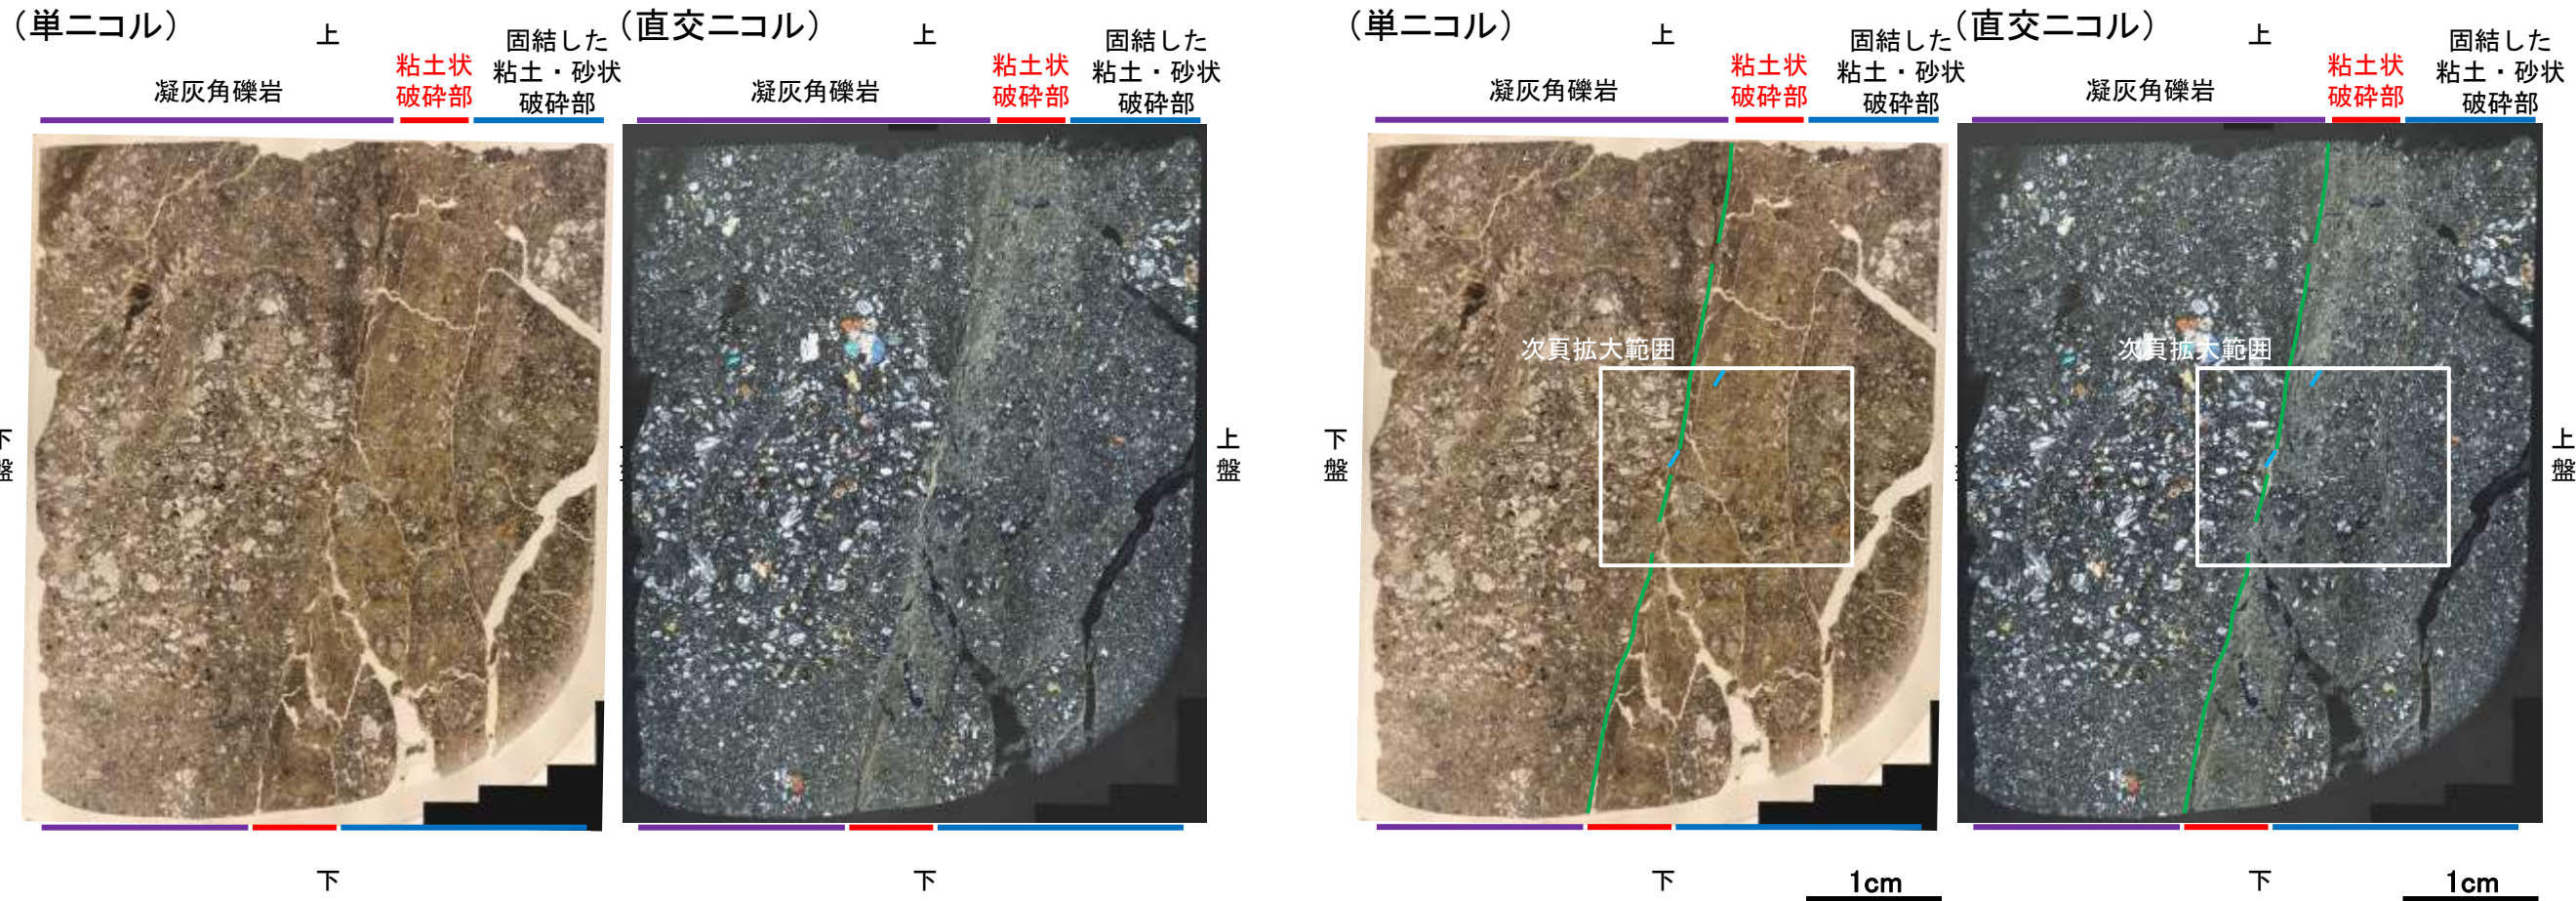 (単ニコル)
上
粘土状
破砕部
固結した
粘土・砂状
破砕部
凝灰角礫岩
(直交ニコル)
上
粘土状
破砕部
固結した
粘土・砂状
破砕部
凝灰角礫岩
下
盤
上
盤
下
下
(単ニコル)
上
粘土状
破砕部
固結した
粘土・砂状
破砕部
凝灰角礫岩
(直交ニコル)
上
粘土状
破砕部
固結した
粘土・砂状
破砕部
凝灰角礫岩
次頁拡大範囲
次頁拡大範囲
下
盤
上
盤
下
1cm
下
1cm